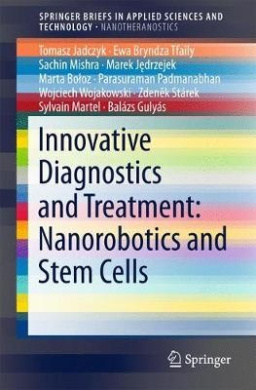 SPRINGER BRIEFS IN APPLIED SCIENCES AND
TECHNOLOGY · NANOTHERANOSTICS
Tomasz Jadczyk · Ewa Bryndza Tfaily
Sachin Mishra · Marek Jędrzejek
Marta Bołoz · Parasuraman Padmanabhan
Wojciech Wojakowski · Zdeněk Stárek
Sylvain Martel · Balázs Gulyás
Innovative
Diagnostics
and Treatment:
Nanorobotics and
Stem Cells
Springer